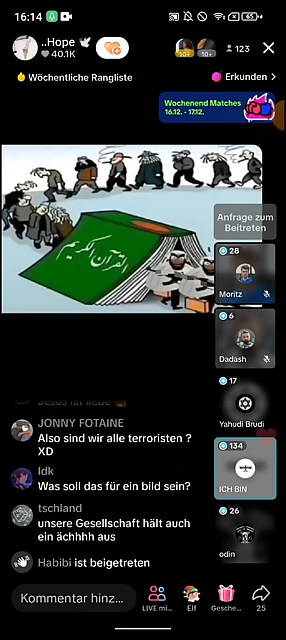 16:14
65
..Hope 🕊
40.1K
10+
10+
123
Wöchentliche Rangliste
Erkunden >
Wochenend Matches
16.12. - 17.12.
القرآن الكريم
Anfrage zum
Beitreten
28
Moritz
6
Dadash
17
Yahudi Brudi
134
ICH BIN
26
odin
Jesus ist liebe
JONNY FOTAINE
Also sind wir alle terroristen ?
XD
Idk
Was soll das für ein bild sein?
tschland
unsere Gesellschaft hält auch
ein ächhhh aus
Habibi ist beigetreten
Kommentar hinz...
LIVE mi...
Elf
Gesche...
25